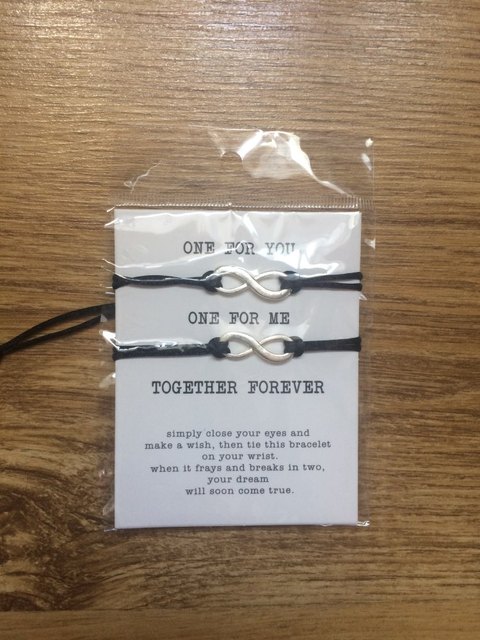 ONE FOR YOU
ONE FOR ME
TOGETHER FOREVER
simply close your eyes and
make a wish, then tie this bracelet
on your wrist.
when it frays and breaks in two,
your dream
will soon come true.